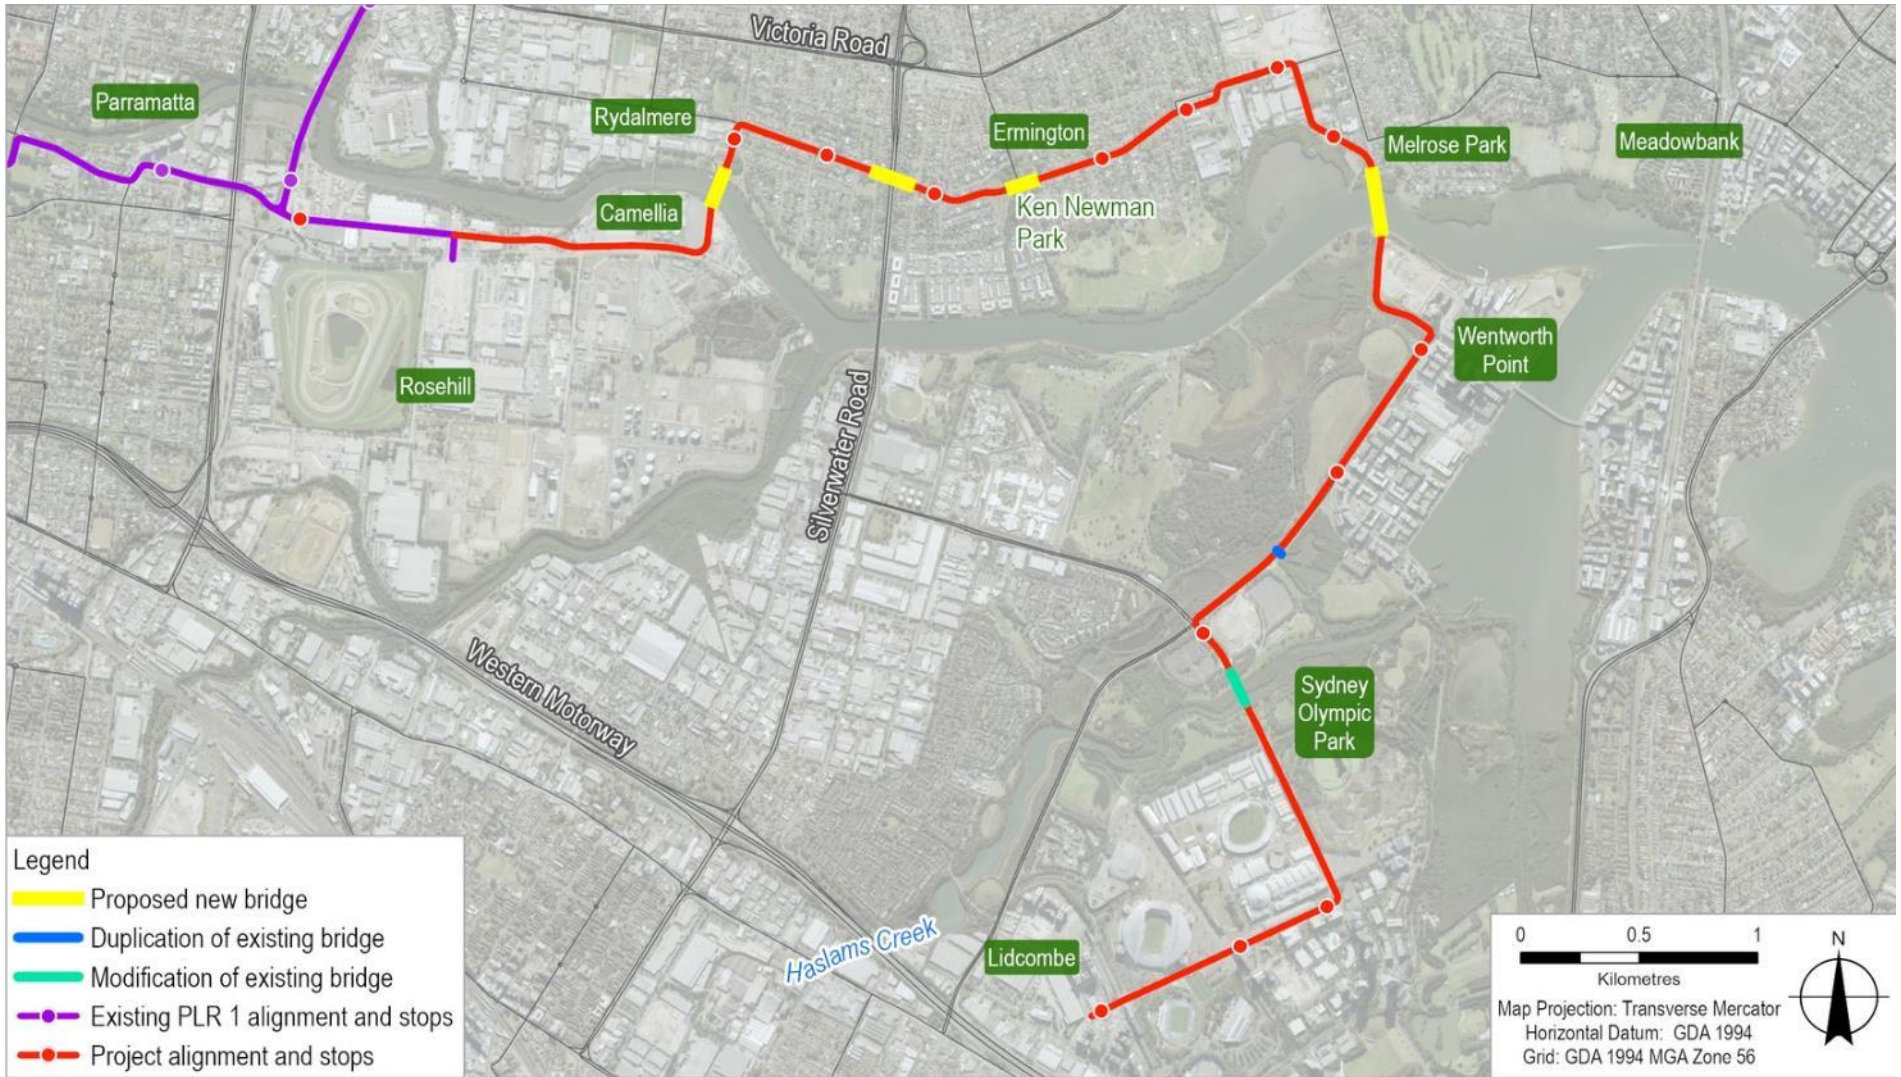 Victoria Road
Parramatta
Rydalmere
Ermington
Melrose Park
Meadowbank
Camellia
Ken Newman
Park
Wentworth
Point
Rosehill
Silverwater Road
Western Motorway
Sydney
Olympic
Park
Haslams Creek
Lidcombe
Legend
Proposed new bridge
Duplication of existing bridge
Modification of existing bridge
Existing PLR 1 alignment and stops
Project alignment and stops
0 0.5 1
Kilometres
N
Map Projection: Transverse Mercator
Horizontal Datum: GDA 1994
Grid: GDA 1994 MGA Zone 56